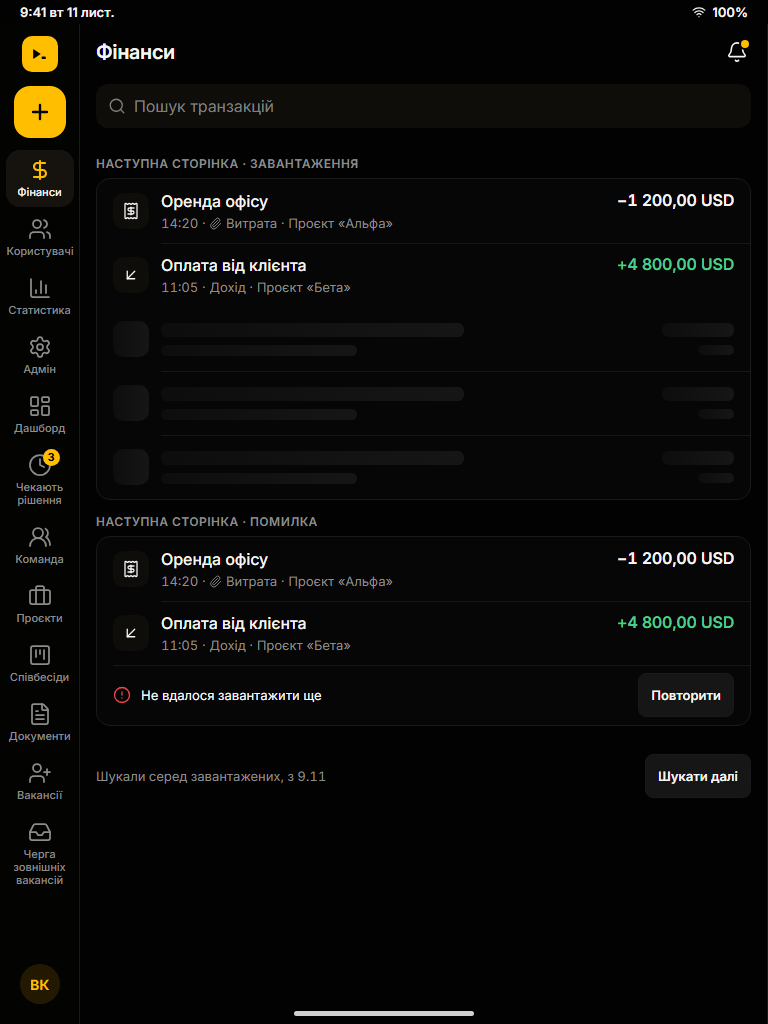 9:41 вт 11 лист.
100%
Фінанси
Користувачі
Статистика
Адмін
Дашборд
3
Чекають
рішення
Команда
Проєкти
Співбесіди
Документи
Вакансії
Черга
зовнішніх
вакансій
ВК
Фінанси
Пошук транзакцій
НАСТУПНА СТОРІНКА · ЗАВАНТАЖЕННЯ
Оренда офісу
−1 200,00 USD
14:20 · Витрата · Проєкт «Альфа»
Оплата від клієнта
+4 800,00 USD
11:05 · Дохід · Проєкт «Бета»
НАСТУПНА СТОРІНКА · ПОМИЛКА
Оренда офісу
−1 200,00 USD
14:20 · Витрата · Проєкт «Альфа»
Оплата від клієнта
+4 800,00 USD
11:05 · Дохід · Проєкт «Бета»
Не вдалося завантажити ще
Повторити
Шукали серед завантажених, з 9.11
Шукати далі